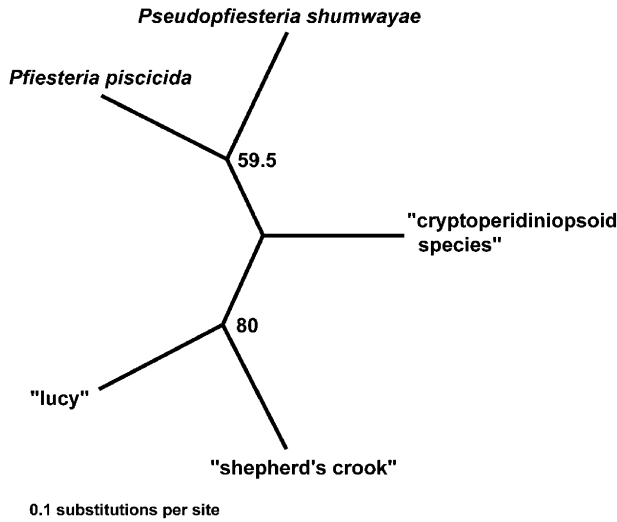 Pseudopfiesteria shumwayae
Pfiesteria piscicida
59.5
"cryptoperidiniopsoid
species"
80
"lucy"
"shepherd's crook"
0.1 substitutions per site